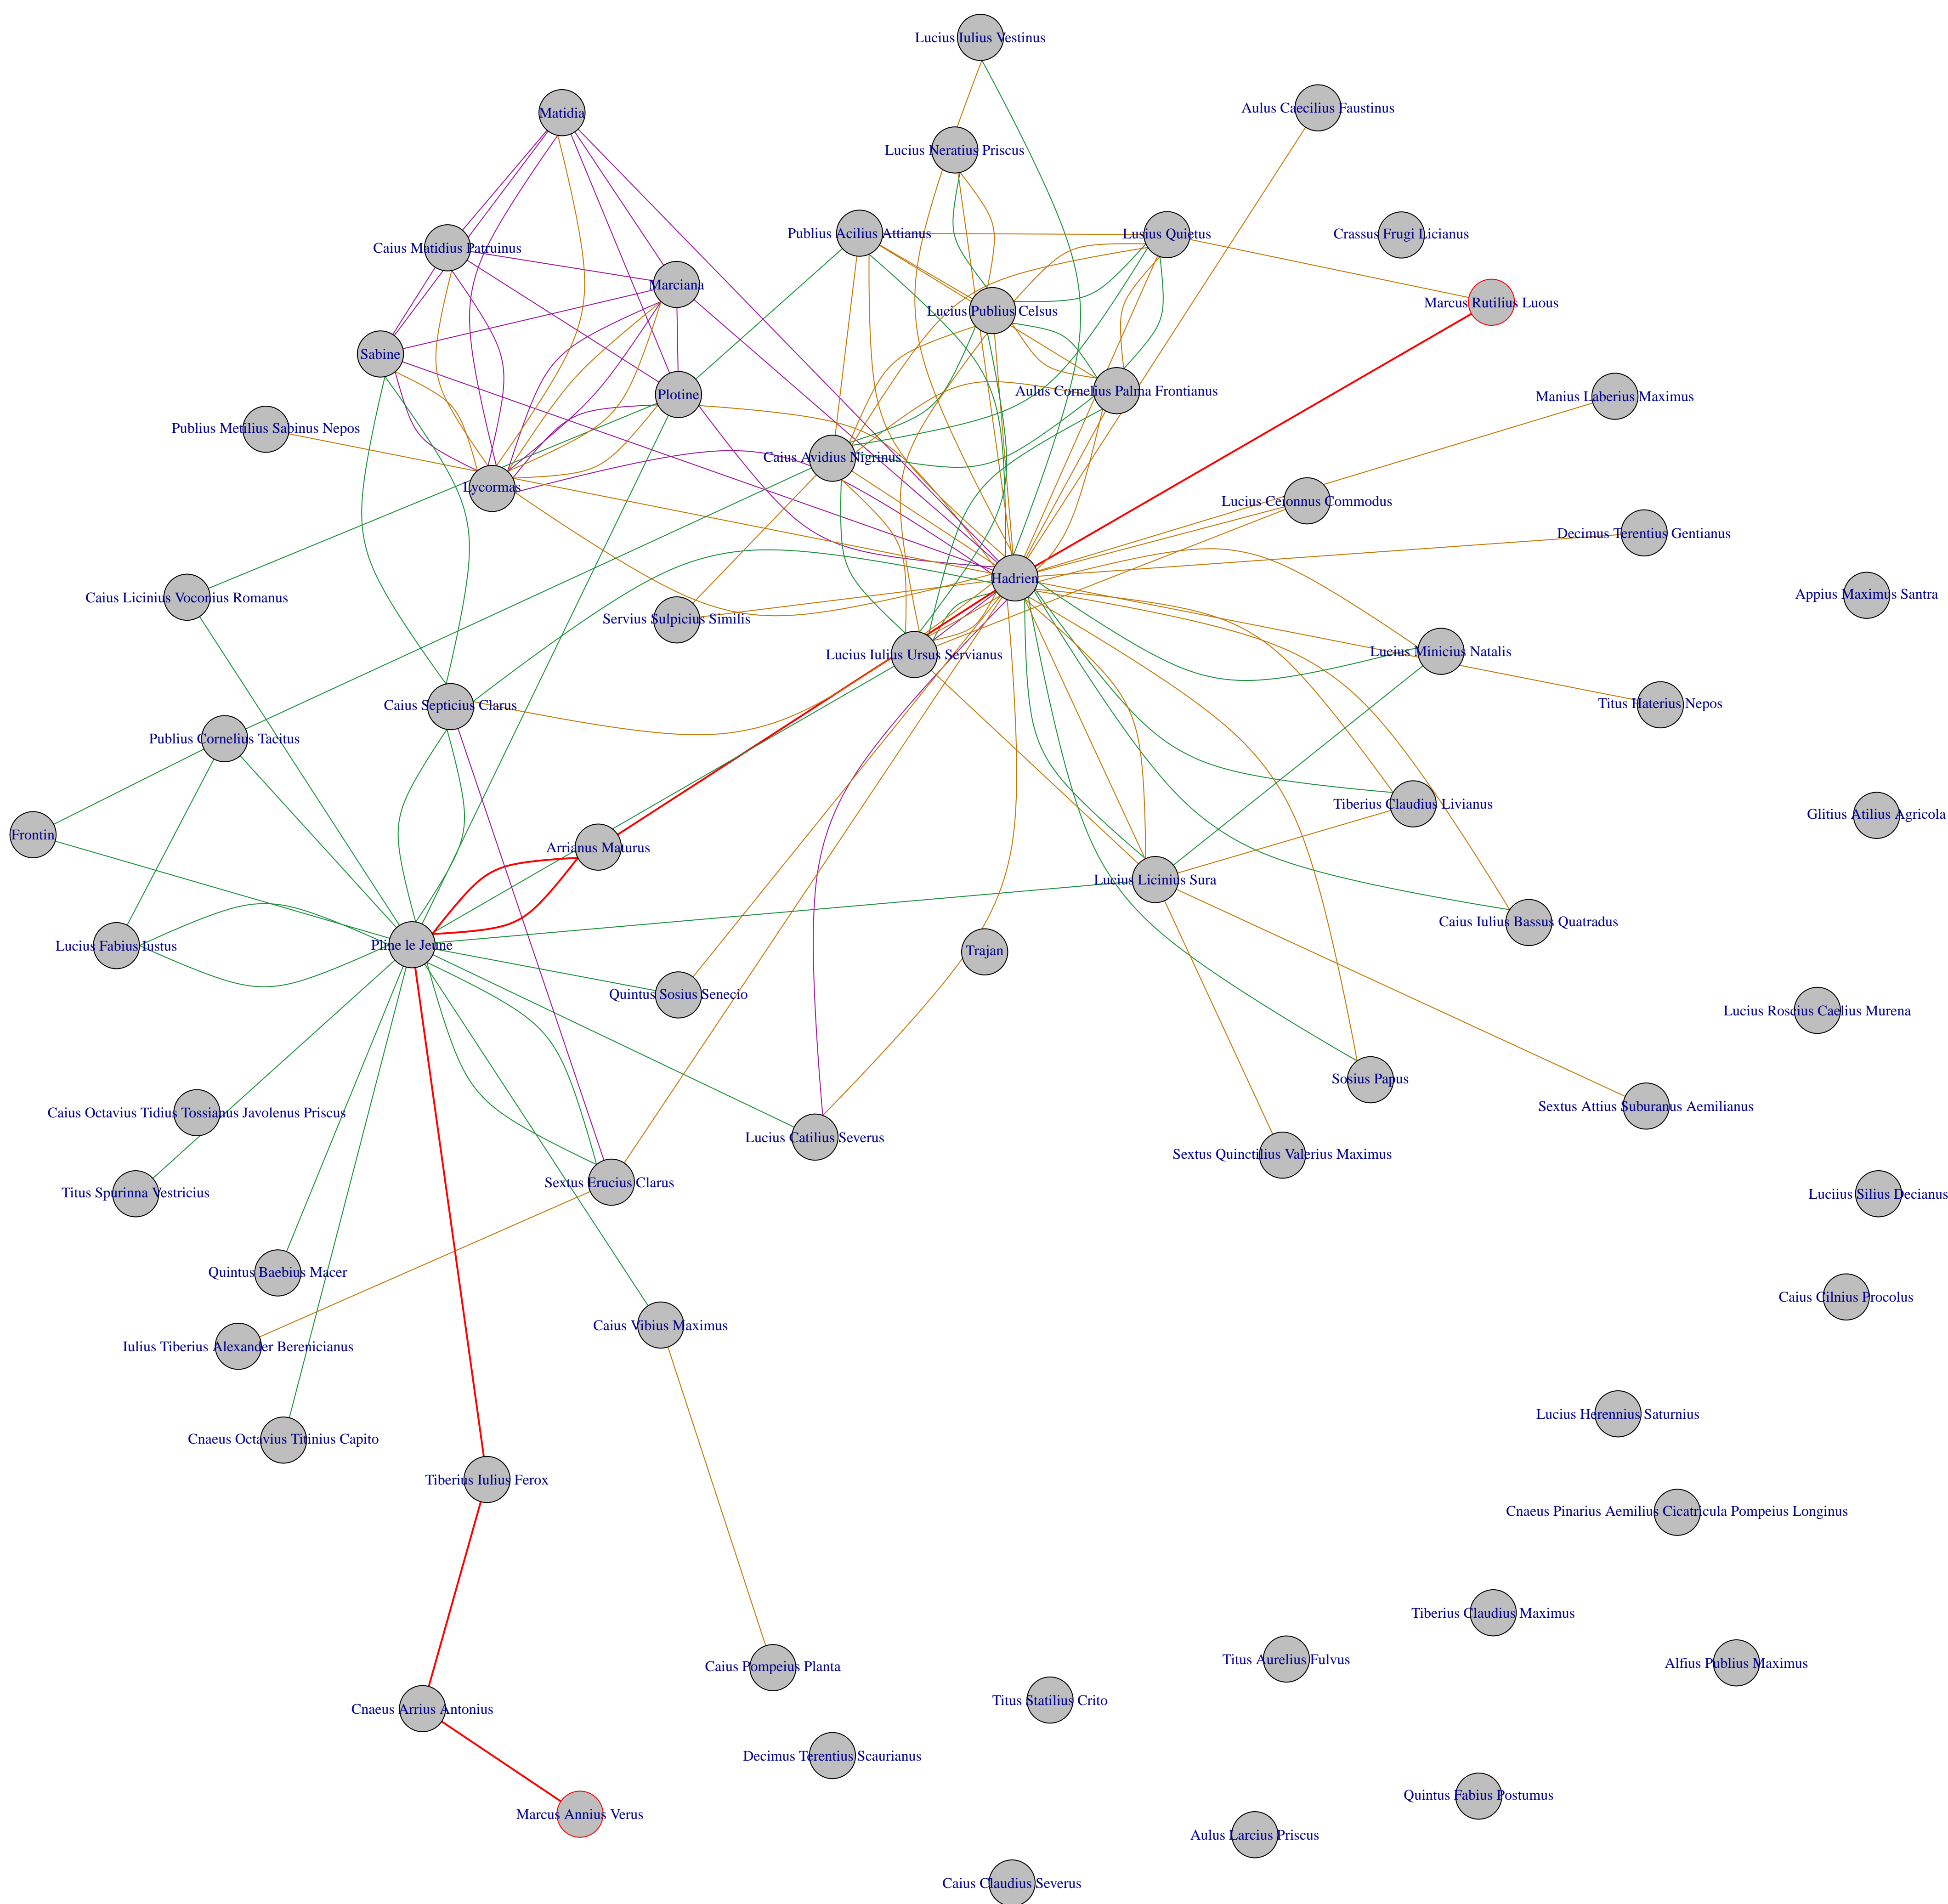 Lucius Iulius Vestinus
Aulus Caecilius Faustinus
Matidia
Lucius Neratius Priscus
Publius Acilius Attianus
Lusius Quietus
Crassus Frugi Licianus
Caius Matidius Patruinus
Marciana
Marcus Rutilius Luous
Lucius Publius Celsus
Sabine
Plotine
Aulus Cornelius Palma Frontianus
Manius Laberius Maximus
Publius Metilius Sabinus Nepos
Caius Avidius Nigrinus
Lycormas
Lucius Ceionnus Commodus
Decimus Terentius Gentianus
Hadrien
Appius Maximus Santra
Caius Licinius Voconius Romanus
Servius Sulpicius Similis
Lucius Iulius Ursus Servianus
Lucius Minicius Natalis
Titus Haterius Nepos
Caius Septicius Clarus
Publius Cornelius Tacitus
Tiberius Claudius Livianus
Glitius Atilius Agricola
Frontin
Arrianus Maturus
Lucius Licinius Sura
Caius Iulius Bassus Quatradus
Lucius Fabius Iustus
Pline le Jeune
Trajan
Quintus Sosius Senecio
Lucius Roscius Caelius Murena
Sosius Papus
Sextus Attius Suburanus Aemilianus
Caius Octavius Tidius Tossianus Javolenus Priscus
Lucius Catilius Severus
Sextus Quinctilius Valerius Maximus
Sextus Erucius Clarus
Titus Spurinna Vestricius
Luciius Silius Decianus
Quintus Baebius Macer
Caius Cilnius Procolus
Caius Vibius Maximus
Iulius Tiberius Alexander Berenicianus
Lucius Herennius Saturnius
Cnaeus Octavius Titinius Capito
Tiberius Iulius Ferox
Cnaeus Pinarius Aemilius Cicatricula Pompeius Longinus
Tiberius Claudius Maximus
Titus Aurelius Fulvus
Alfius Publius Maximus
Caius Pompeius Planta
Titus Statilius Crito
Cnaeus Arrius Antonius
Decimus Terentius Scaurianus
Quintus Fabius Postumus
Marcus Annius Verus
Aulus Larcius Priscus
Caius Claudius Severus